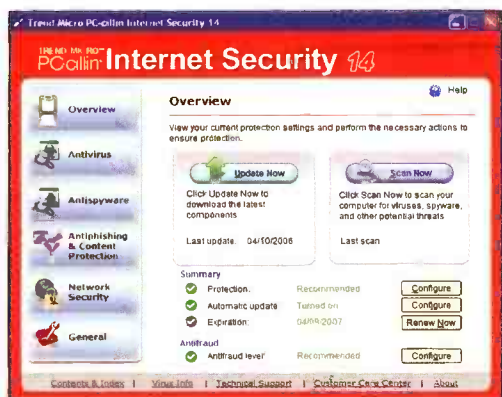 Trend Micro PC-cillin Internet Security 14
TREND MICRO™
PC-cillin Internet Security 14
Help
Overview
Antivirus
Antispyware
Antiphishing
& Content
Protection
Network
Security
General
Overview
View your current protection settings and perform the necessary actions to
ensure protection.
Update Now
Click Update Now to
download the latest
components
Last update: 04/10/2006
Scan Now
Click Scan Now to scan your
computer for viruses, spyware,
and other potential threats
Last scan
Summary
Protection: Recommended Configure
Automatic update Turned on Configure
Expiration: 04/09/2007 Renew Now
Antifraud
Antifraud level Recommended Configure
Contents & Index | Virus Info | Technical Support | Customer Care Center | About